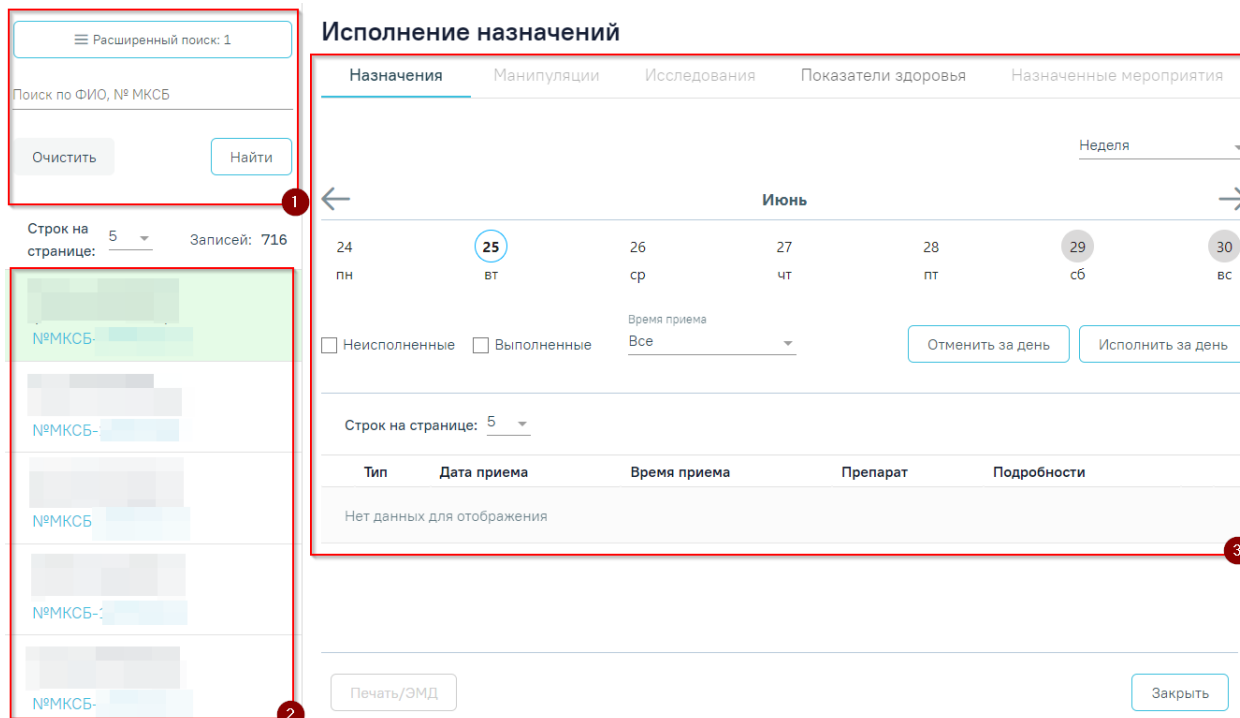 Расширенный поиск: 1
Поиск по ФИО, № МКСБ
Очистить
Найти
1
Строк на странице: 5
Записей: 716
№МКСБ-
№МКСБ-
№МКСБ
№МКСБ-
№МКСБ-
2
Исполнение назначений
Назначения
Манипуляции
Исследования
Показатели здоровья
Назначенные мероприятия
Неделя
Июнь
24 25 26 27 28 29 30
пн вт ср чт пт сб вс
Неисполненные
Выполненные
Время приема
Все
Отменить за день
Исполнить за день
Строк на странице: 5
Тип Дата приема Время приема Препарат Подробности
Нет данных для отображения
3
Печать/ЭМД
Закрыть